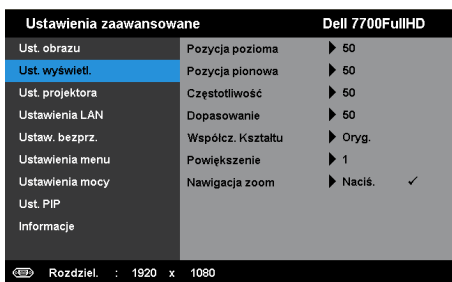 Ustawienia zaawansowane Dell 7700FullHD
Ust. obrazu
Ust. wyświetl.
Ust. projektora
Ustawienia LAN
Ustaw. bezprz.
Ustawienia menu
Ustawienia mocy
Ust. PIP
Informacje
Pozycja pozioma 50
Pozycja pionowa 50
Częstotliwość 50
Dopasowanie 50
Współcz. Kształtu Oryg.
Powiększenie 1
Nawigacja zoom Naciś. ✓
Rozdziel. : 1920 x 1080